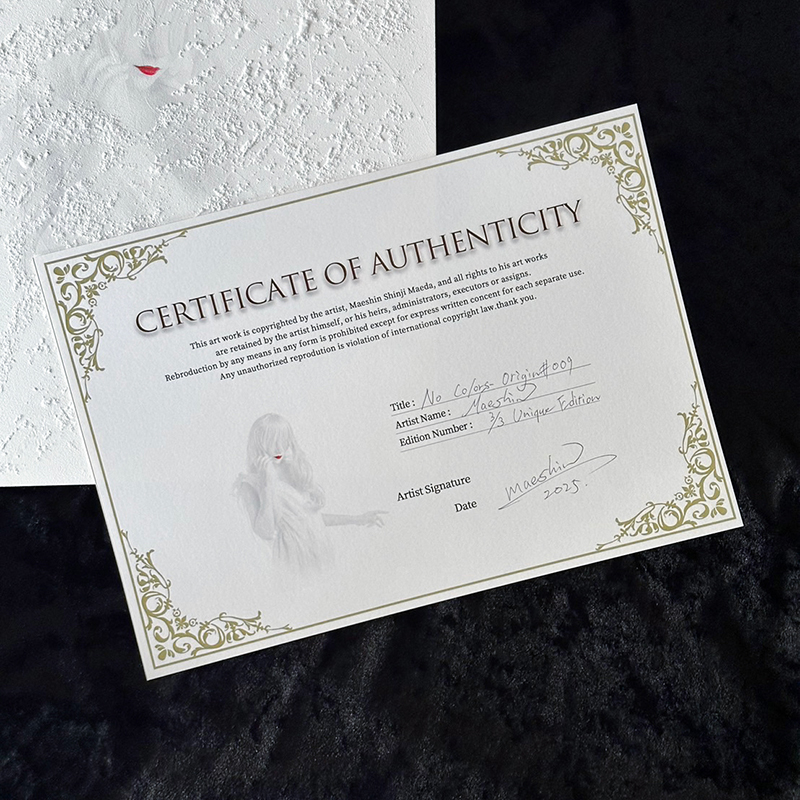 CERTIFICATE OF AUTHENTICITY
This art work is copyrighted by the artist, Maeshin Shinji Maeda, and all rights to his art works
are retained by the artist himself, or his heirs, administrators, executors or assigns.
Rebroduction by any means in any form is prohibited except for express written concent for each separate use.
Any unauthorized reprodution is violation of international copyright law.thank you.
Title : No Colors- Origin#009
Artist Name : Maeshin
Edition Number : 3/3 Unique Edition
Artist Signature maeshin
Date 2025.